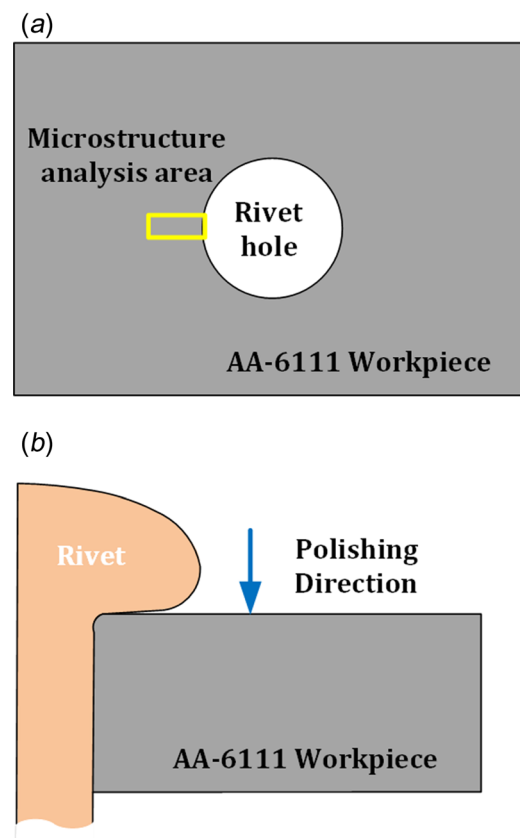 (a)
Microstructure
analysis area
Rivet
hole
AA-6111 Workpiece
(b)
Rivet
Polishing
Direction
AA-6111 Workpiece